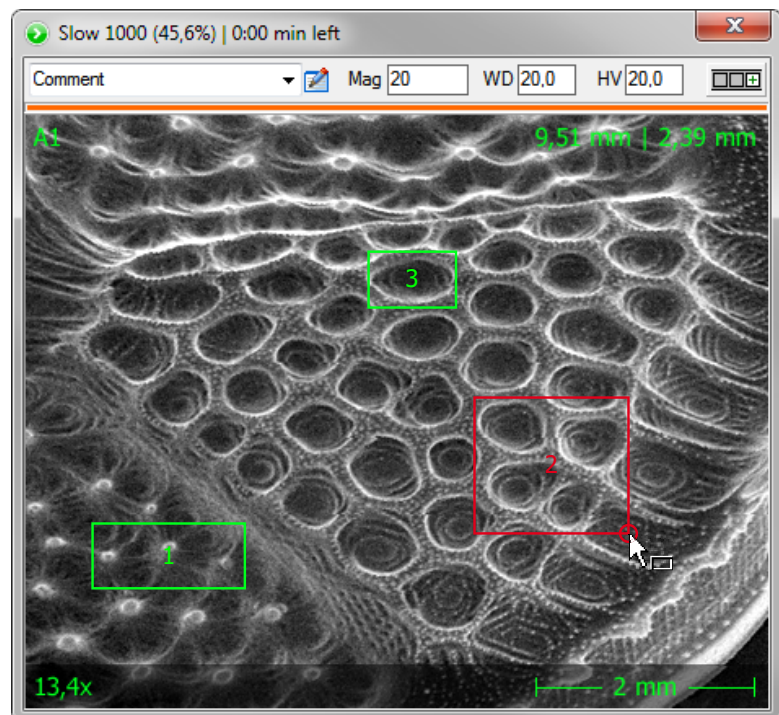 Slow 1000 (45,6%) | 0:00 min left
Comment Mag 20 WD 20,0 HV 20,0
A1 9,51 mm | 2,39 mm
3
2
1
13,4x 2 mm